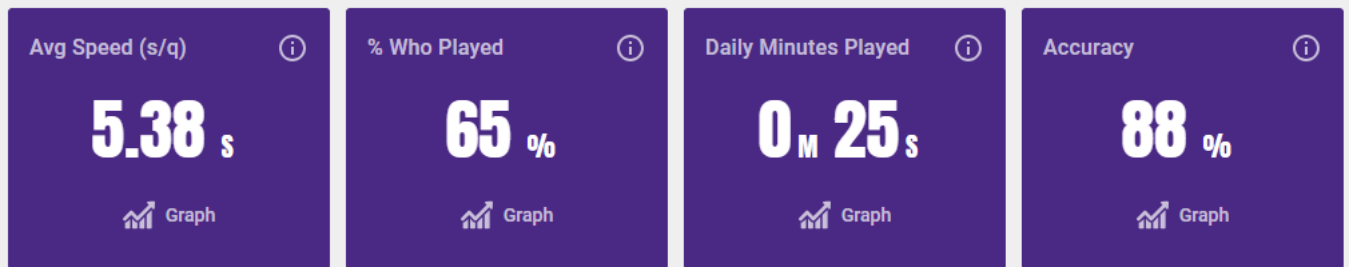 Avg Speed (s/q)
5.38 s
Graph
% Who Played
65 %
Graph
Daily Minutes Played
0 M 25 s
Graph
Accuracy
88 %
Graph